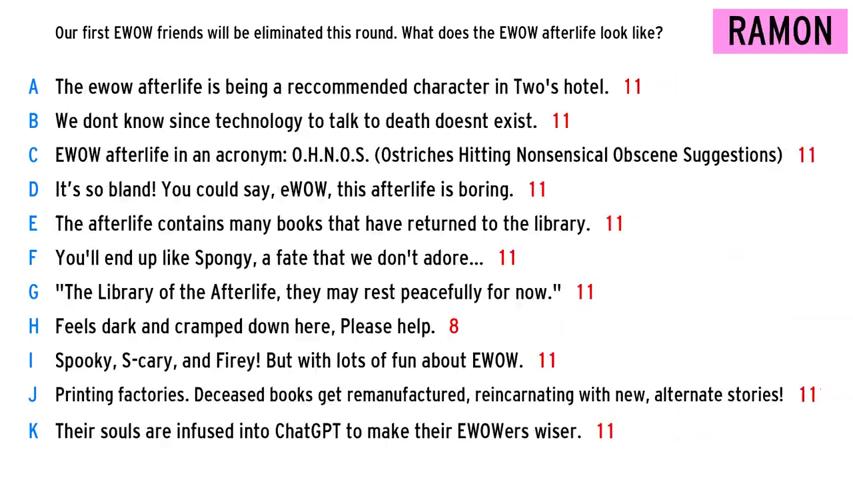 Our first EWOW friends will be eliminated this round. What does the EWOW afterlife look like?
RAMON
A The ewow afterlife is being a reccommended character in Two's hotel. 11
B We dont know since technology to talk to death doesnt exist. 11
C EWOW afterlife in an acronym: O.H.N.O.S. (Ostriches Hitting Nonsensical Obscene Suggestions) 11
D It's so bland! You could say, eWOW, this afterlife is boring. 11
E The afterlife contains many books that have returned to the library. 11
F You'll end up like Spongy, a fate that we don't adore... 11
G "The Library of the Afterlife, they may rest peacefully for now." 11
H Feels dark and cramped down here, Please help. 8
I Spooky, S-cary, and Firey! But with lots of fun about EWOW. 11
J Printing factories. Deceased books get remanufactured, reincarnating with new, alternate stories! 11
K Their souls are infused into ChatGPT to make their EWOWers wiser. 11